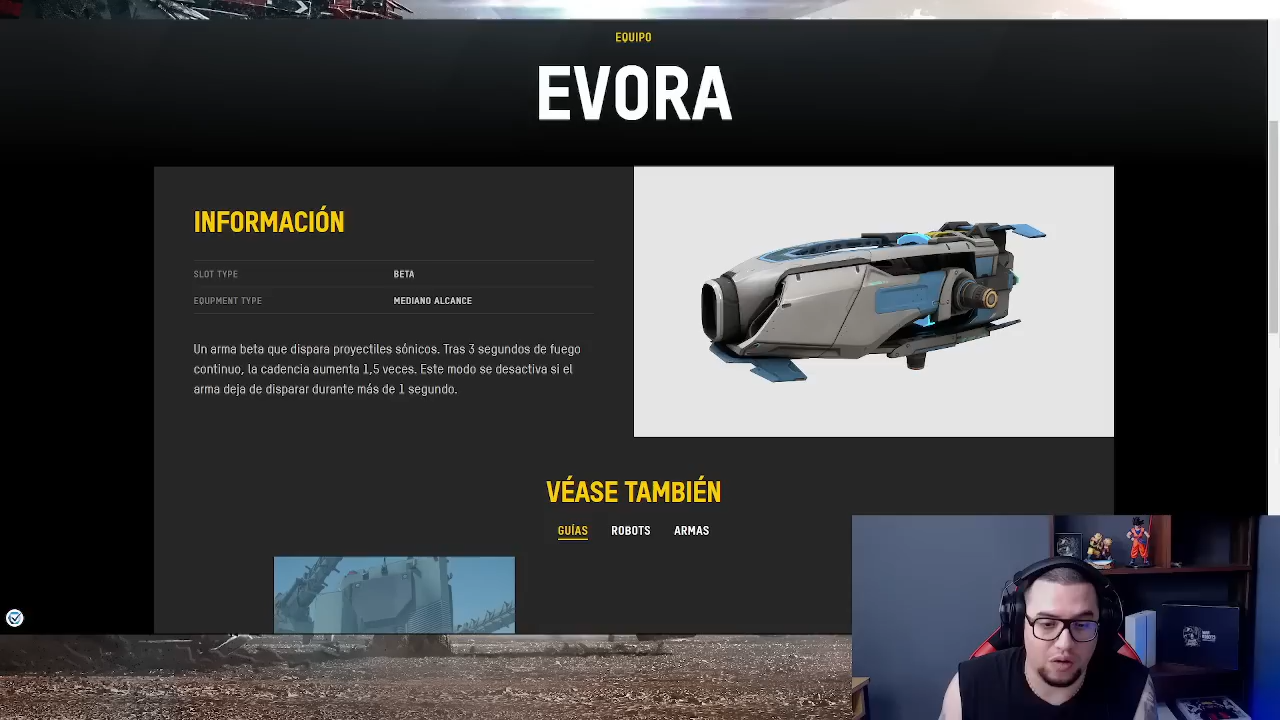 EQUIPO
EVORA
INFORMACIÓN
SLOT TYPE BETA
EQUPMENT TYPE MEDIANO ALCANCE
Un arma beta que dispara proyectiles sónicos. Tras 3 segundos de fuego
continuo, la cadencia aumenta 1,5 veces. Este modo se desactiva si el
arma deja de disparar durante más de 1 segundo.
VÉASE TAMBIÉN
GUÍAS ROBOTS ARMAS